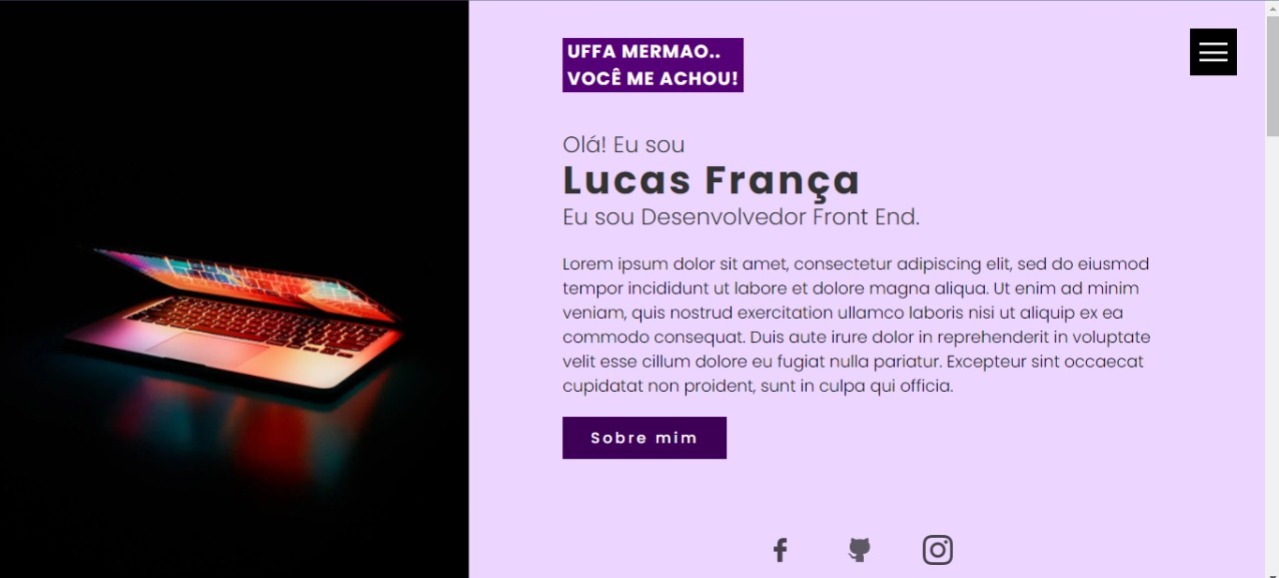 UFFA MERMAO..
VOCÊ ME ACHOU!
Olá! Eu sou
Lucas França
Eu sou Desenvolvedor Front End.
Lorem ipsum dolor sit amet, consectetur adipiscing elit, sed do eiusmod
tempor incididunt ut labore et dolore magna aliqua. Ut enim ad minim
veniam, quis nostrud exercitation ullamco laboris nisi ut aliquip ex ea
commodo consequat. Duis aute irure dolor in reprehenderit in voluptate
velit esse cillum dolore eu fugiat nulla pariatur. Excepteur sint occaecat
cupidatat non proident, sunt in culpa qui officia.
Sobre mim